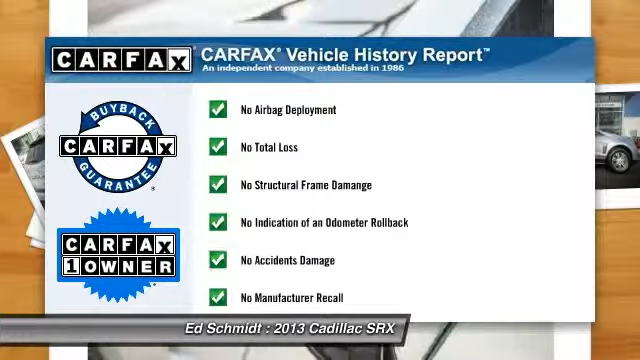 CARFAX
CARFAX® Vehicle History Report™
An independent company established in 1986
BUYBACK
CARFAX
GUARANTEE
®
No Airbag Deployment
No Total Loss
No Structural Frame Damange
No Indication of an Odometer Rollback
No Accidents Damage
No Manufacturer Recall
CARFAX
1 OWNER
Ed Schmidt : 2013 Cadillac SRX